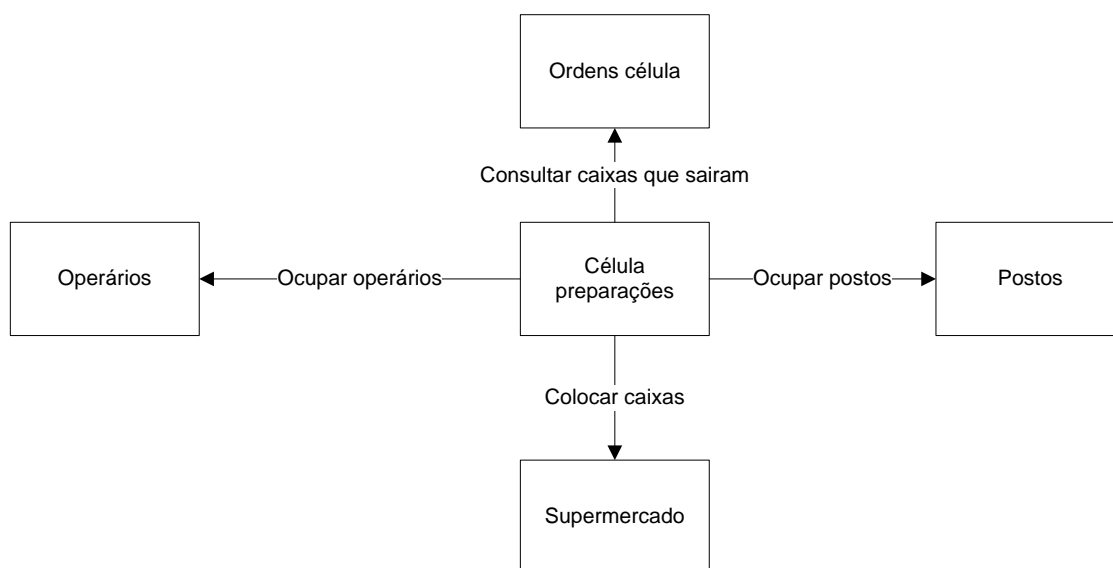 Ordens célula
Consultar caixas que sairam
Operários
Ocupar operários
Célula
preparações
Ocupar postos
Postos
Colocar caixas
Supermercado